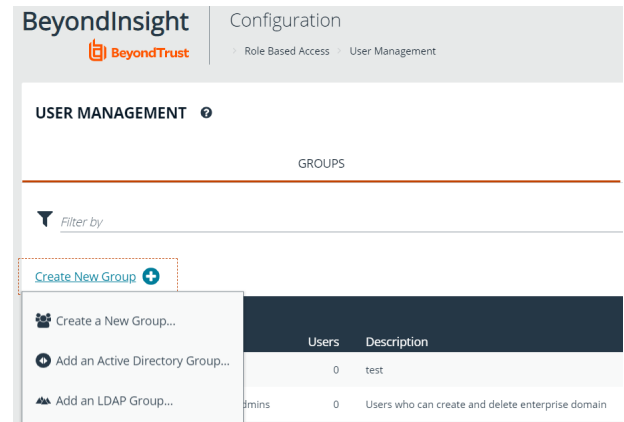 BeyondInsight
BeyondTrust
Configuration
Role Based Access
User Management
USER MANAGEMENT
GROUPS
Filter by
Create New Group
Create a New Group...
Add an Active Directory Group...
Add an LDAP Group...
Users Description
0 test
0 Users who can create and delete enterprise domain